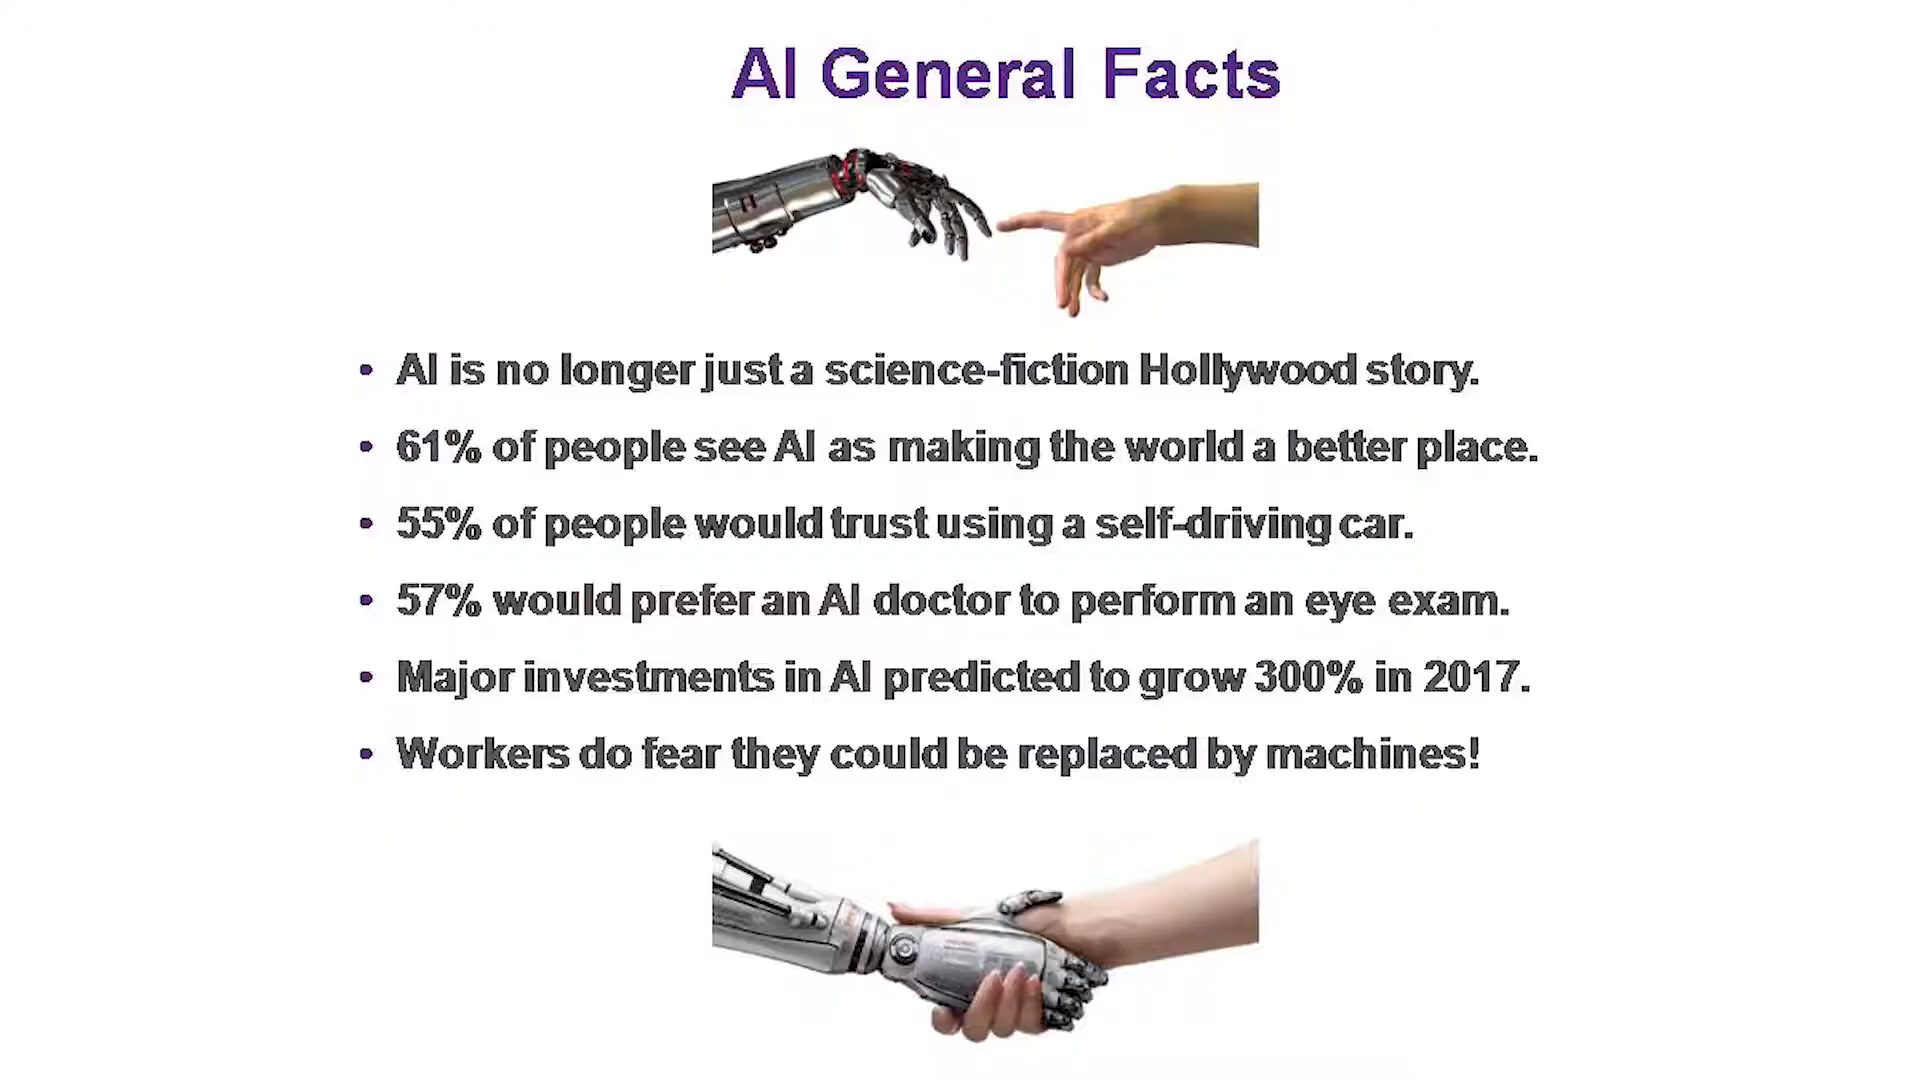 AI General Facts
• AI is no longer just a science-fiction Hollywood story.
• 61% of people see AI as making the world a better place.
• 55% of people would trust using a self-driving car.
• 57% would prefer an AI doctor to perform an eye exam.
• Major investments in AI predicted to grow 300% in 2017.
• Workers do fear they could be replaced by machines!